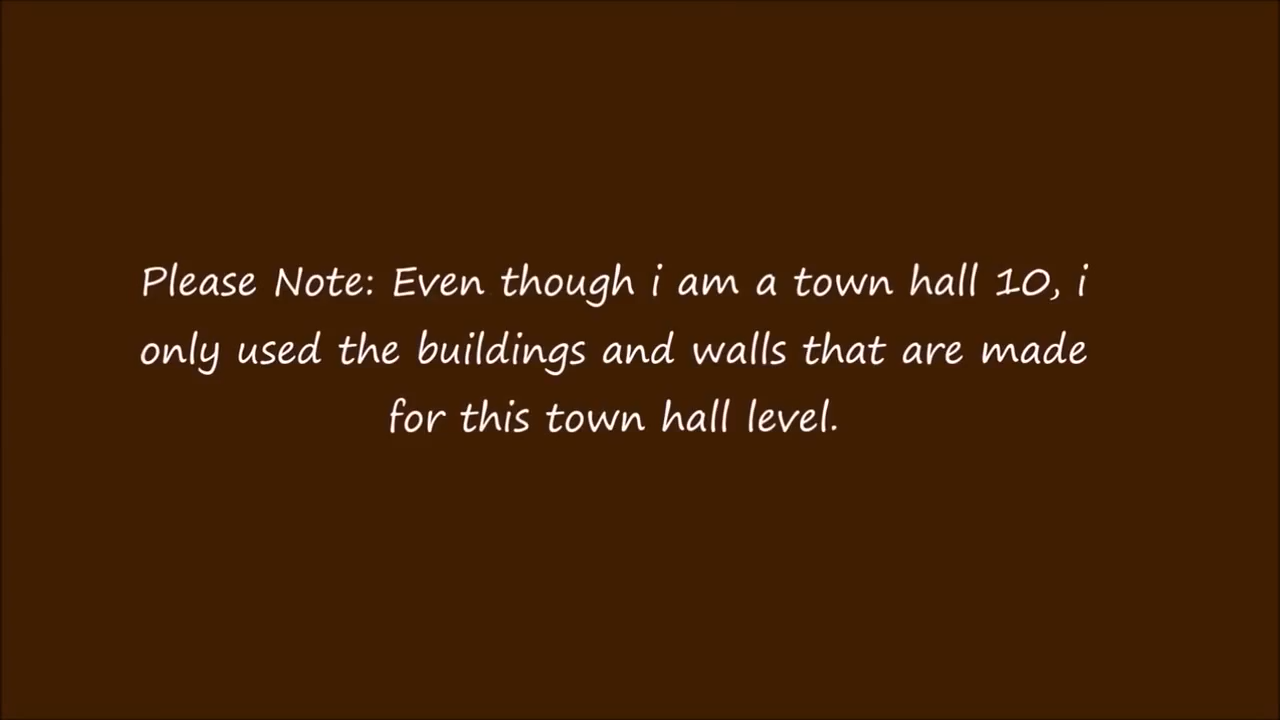 Please Note: Even though i am a town hall 10, i
only used the buildings and walls that are made
for this town hall level.